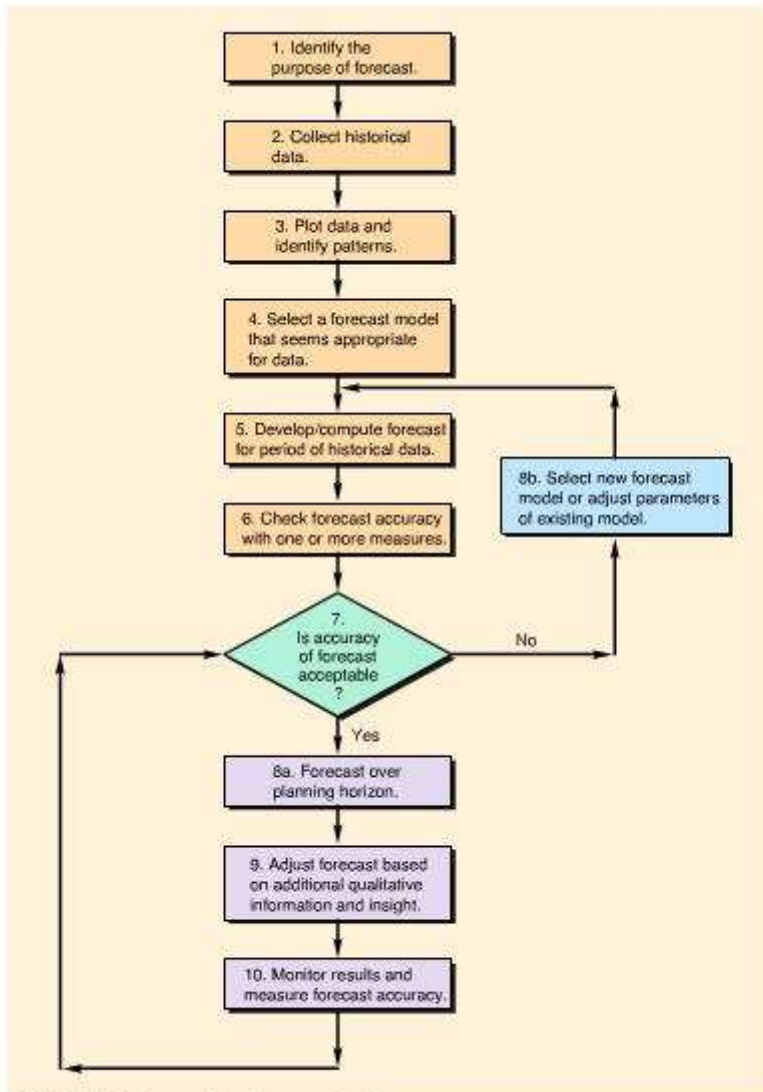 1. Identify the
purpose of forecast.
2. Collect historical
data.
3. Plot data and
identify patterns.
4. Select a forecast model
that seems appropriate
for data.
5. Develop/compute forecast
for period of historical data.
8b. Select new forecast
model or adjust parameters
of existing model.
6. Check forecast accuracy
with one or more measures.
7.
Is accuracy
of forecast
acceptable
?
No
Yes
8a. Forecast over
planning horizon.
9. Adjust forecast based
on additional qualitative
information and insight.
10. Monitor results and
measure forecast accuracy.